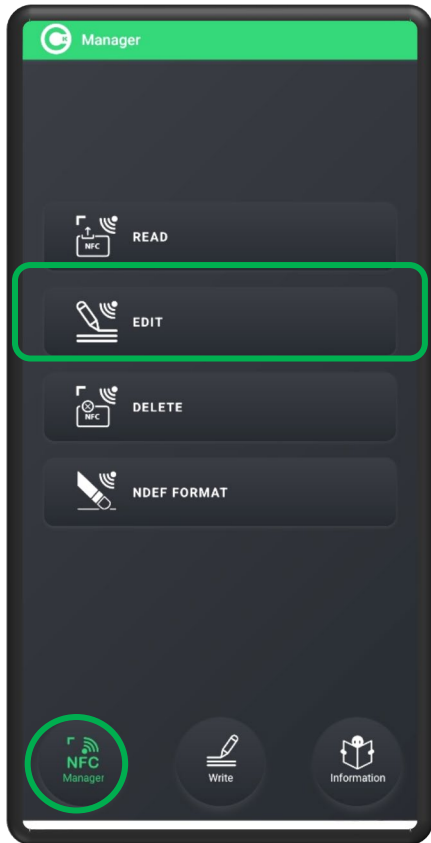 Manager
NFC
READ
EDIT
NFC
DELETE
NDEF FORMAT
NFC
Manager
Write
Information